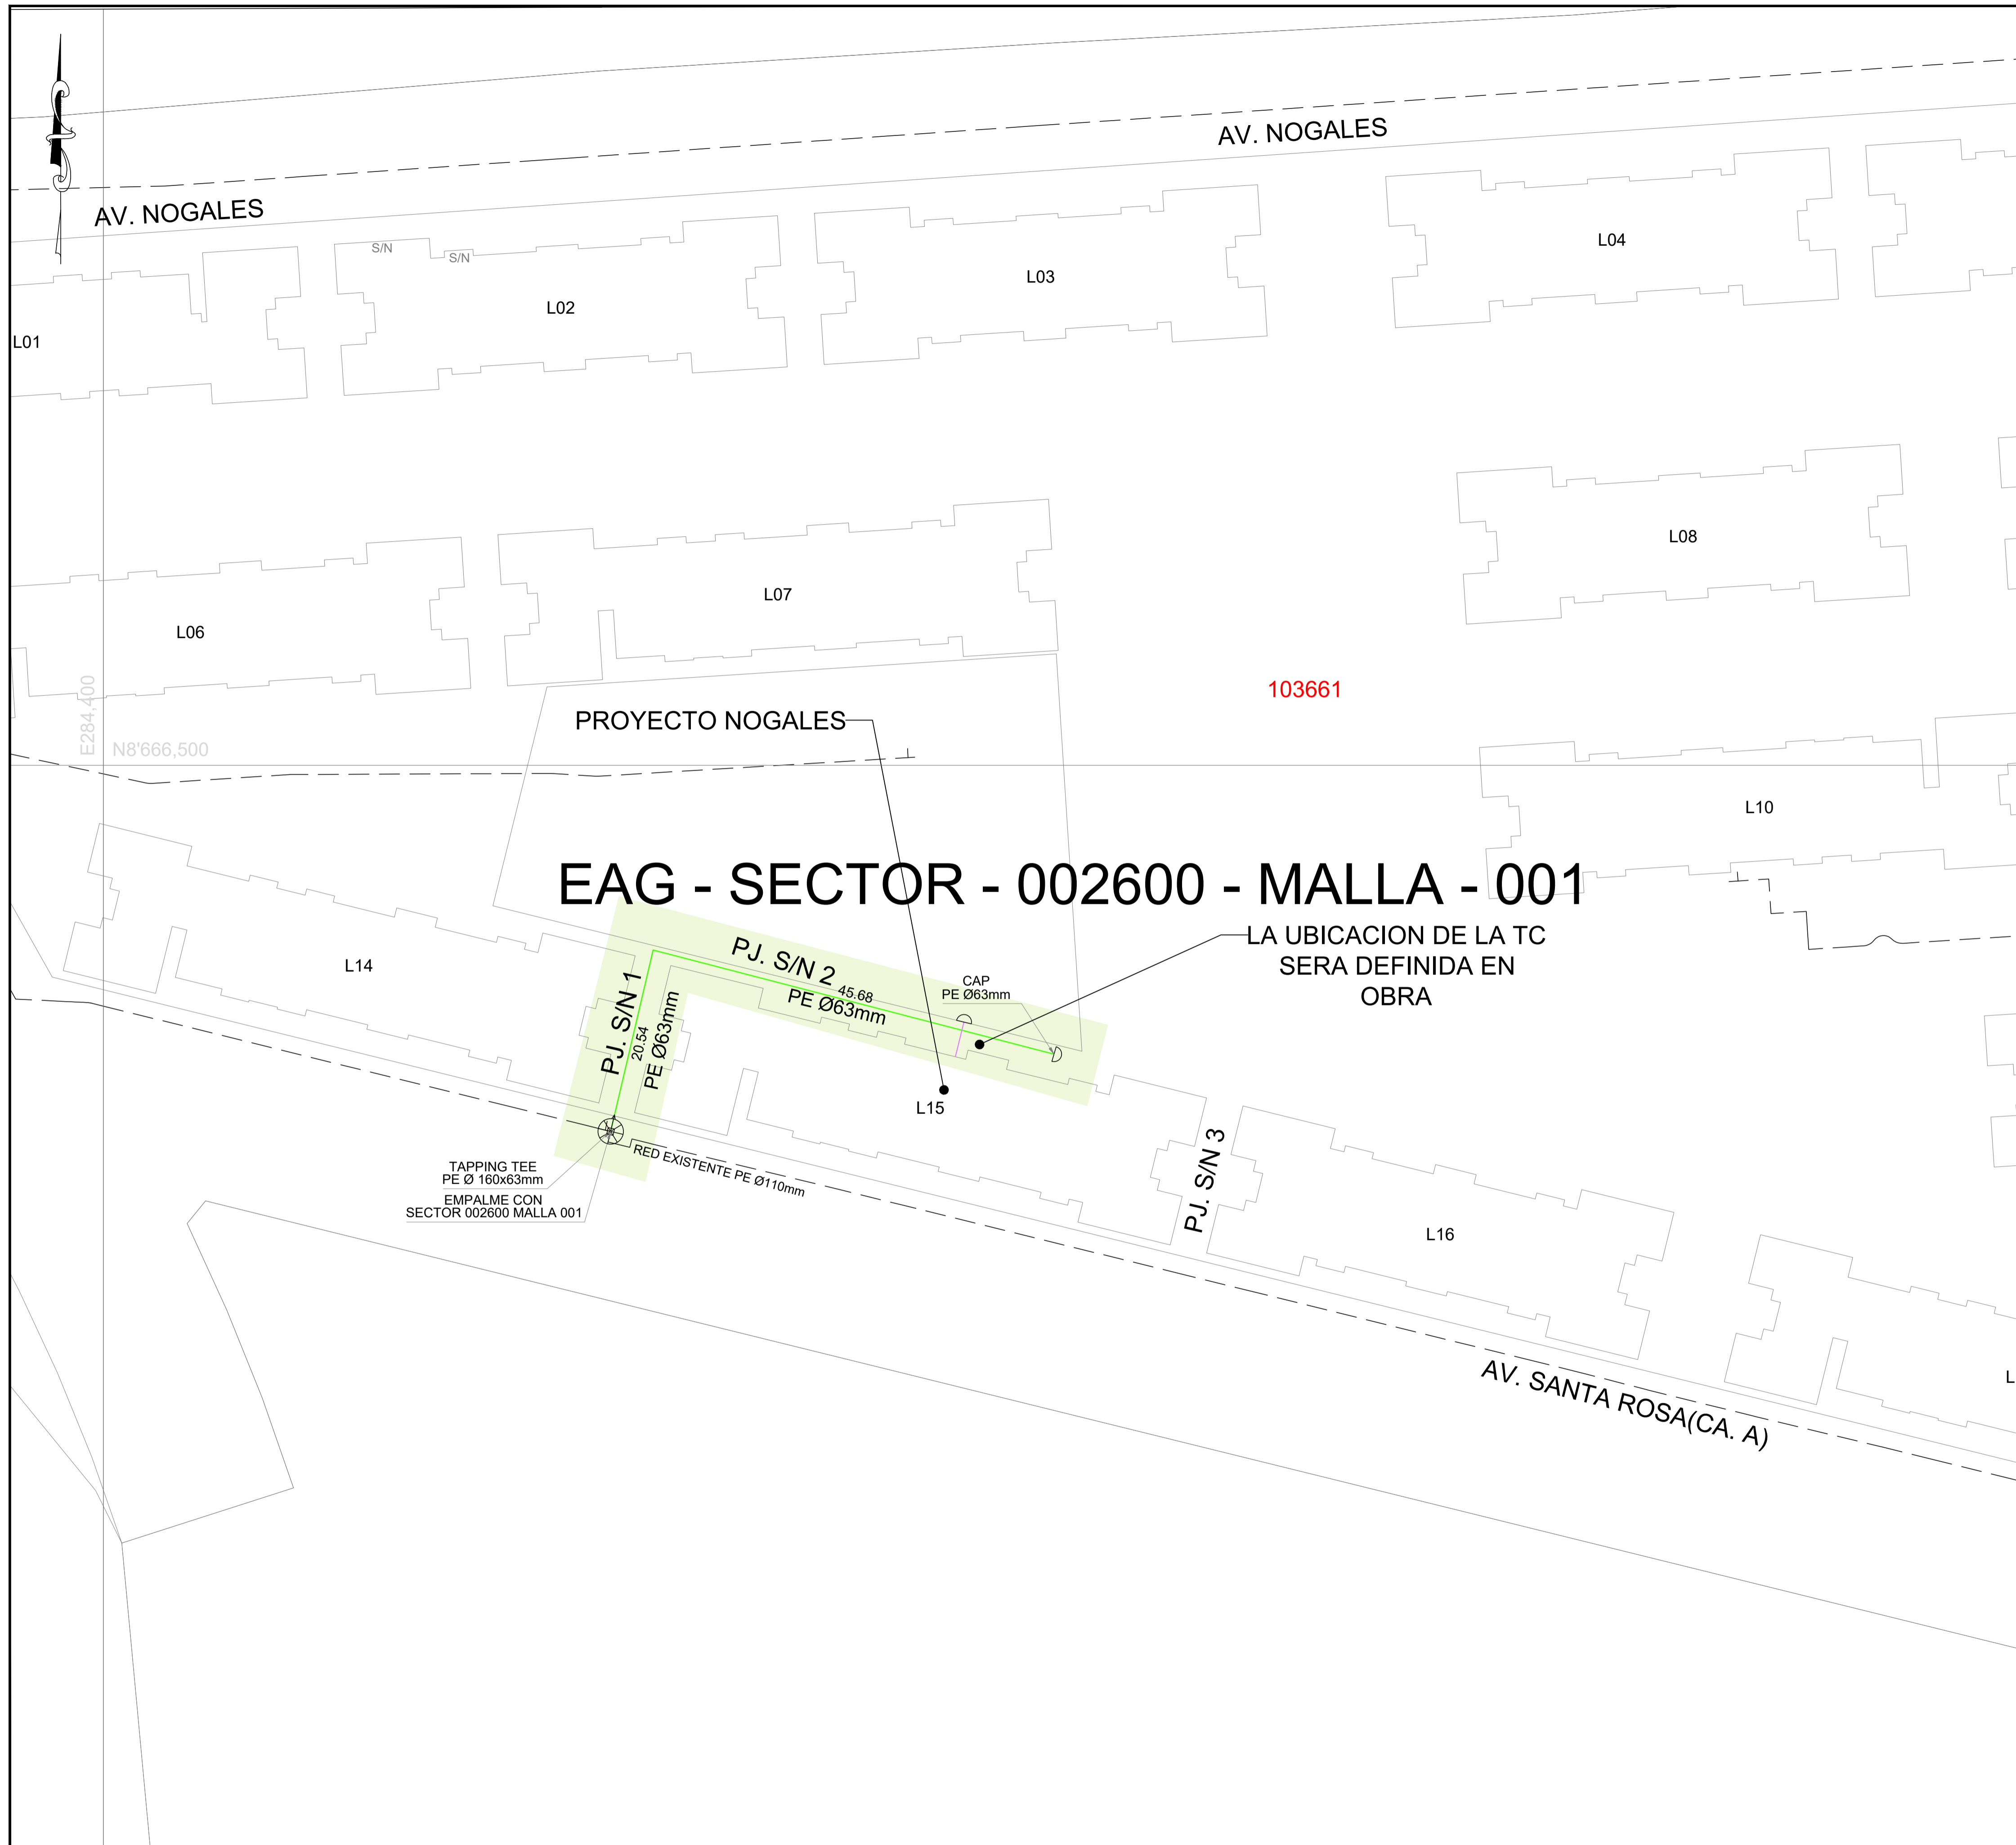 AV. NOGALES
AV. NOGALES
S/N
S/N
L04
L03
L02
L01
L08
L07
L06
103661
E284,400
PROYECTO NOGALES
N8'666,500
L10
EAG - SECTOR - 002600 - MALLA - 001
LA UBICACION DE LA TC
SERA DEFINIDA EN
OBRA
L14
PJ. S/N 2
45.68
PE Ø63mm
CAP
PE Ø63mm
PJ. S/N 1
20.54
PE Ø63mm
L15
RED EXISTENTE PE Ø110mm
TAPPING TEE
PE Ø 160x63mm
EMPALME CON
SECTOR 002600 MALLA 001
PJ. S/N 3
L16
AV. SANTA ROSA(CA. A)
L